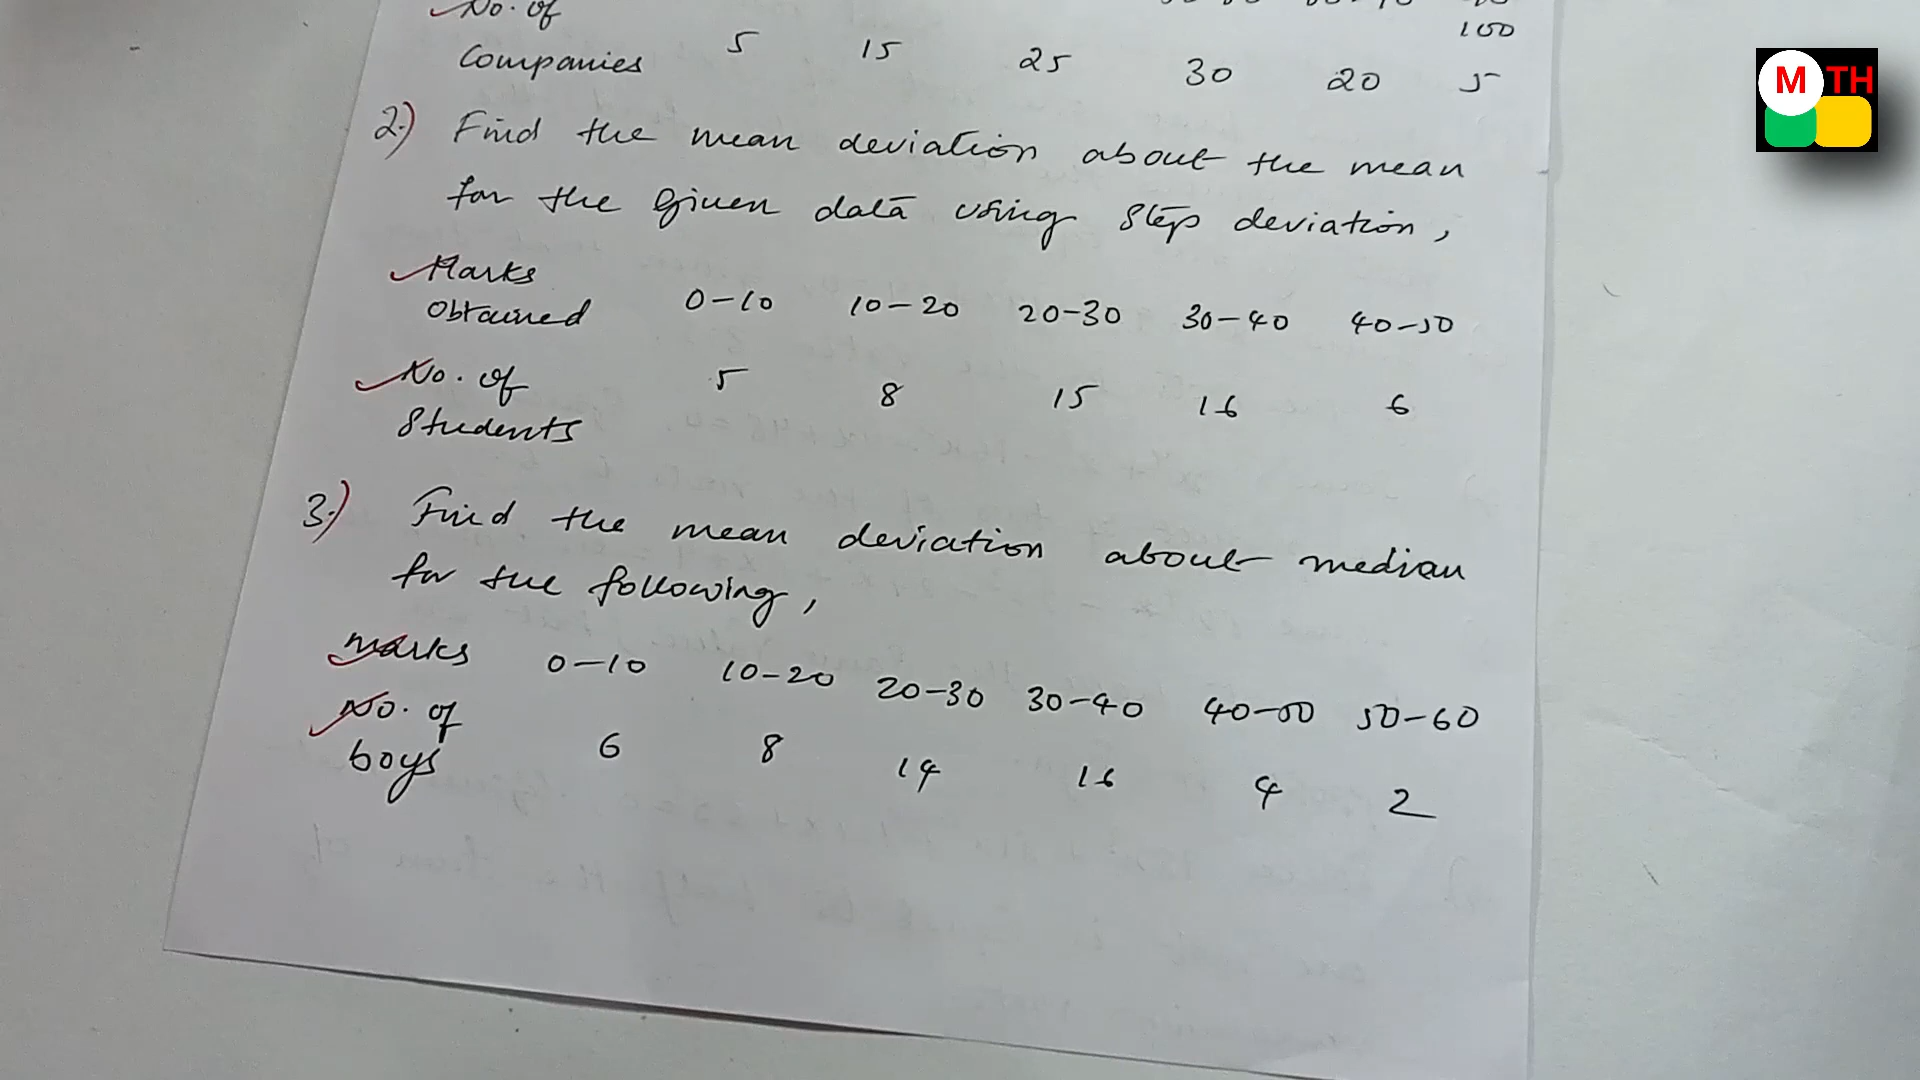 No. of
100
Companies 5 15 25 30 20 5
2.) Find the mean deviation about the mean
for the given data using step deviation,
Marks
Obtained 0-10 10-20 20-30 30-40 40-50
No. of
Students 5 8 15 16 6
3.) Find the mean deviation about median
for the following,
marks 0-10 10-20 20-30 30-40 40-50 50-60
No. of
boys 6 8 14 16 4 2
M TH